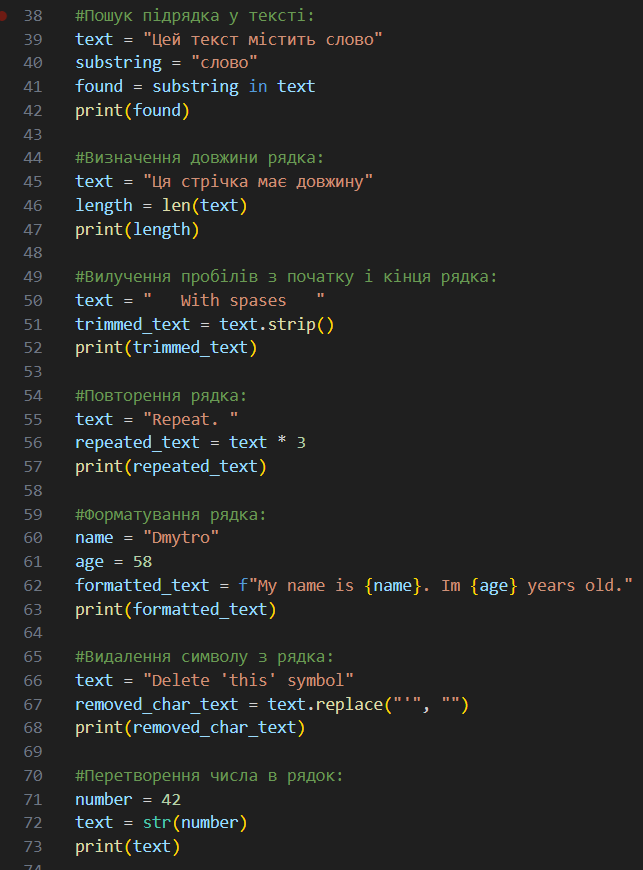 38 #Пошук підрядка у тексті:
39 text = "Цей текст містить слово"
40 substring = "слово"
41 found = substring in text
42 print(found)
43
44 #Визначення довжини рядка:
45 text = "Ця стрічка має довжину"
46 length = len(text)
47 print(length)
48
49 #Вилучення пробілів з початку і кінця рядка:
50 text = "   With spases   "
51 trimmed_text = text.strip()
52 print(trimmed_text)
53
54 #Повторення рядка:
55 text = "Repeat. "
56 repeated_text = text * 3
57 print(repeated_text)
58
59 #Форматування рядка:
60 name = "Dmytro"
61 age = 58
62 formatted_text = f"My name is {name}. Im {age} years old."
63 print(formatted_text)
64
65 #Видалення символу з рядка:
66 text = "Delete 'this' symbol"
67 removed_char_text = text.replace("'", "")
68 print(removed_char_text)
69
70 #Перетворення числа в рядок:
71 number = 42
72 text = str(number)
73 print(text)
74